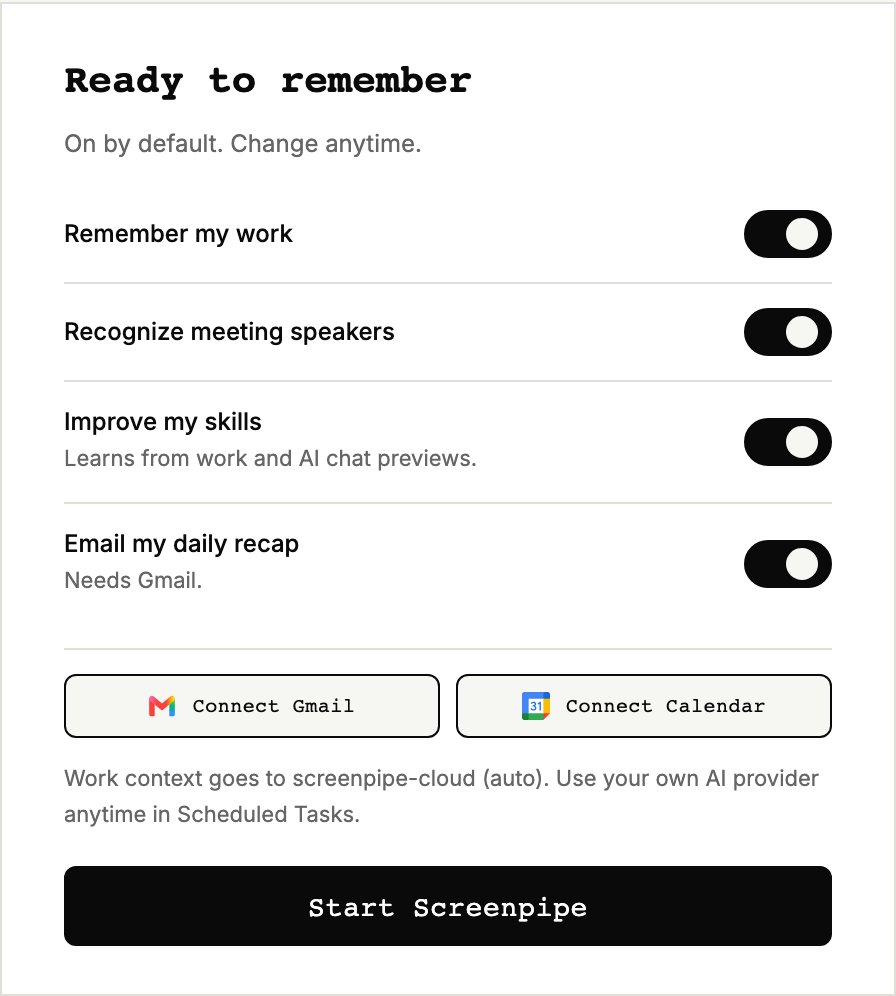 Ready to remember
On by default. Change anytime.
Remember my work
Recognize meeting speakers
Improve my skills
Learns from work and AI chat previews.
Email my daily recap
Needs Gmail.
Connect Gmail
31 Connect Calendar
Work context goes to screenpipe-cloud (auto). Use your own AI provider
anytime in Scheduled Tasks.
Start Screenpipe